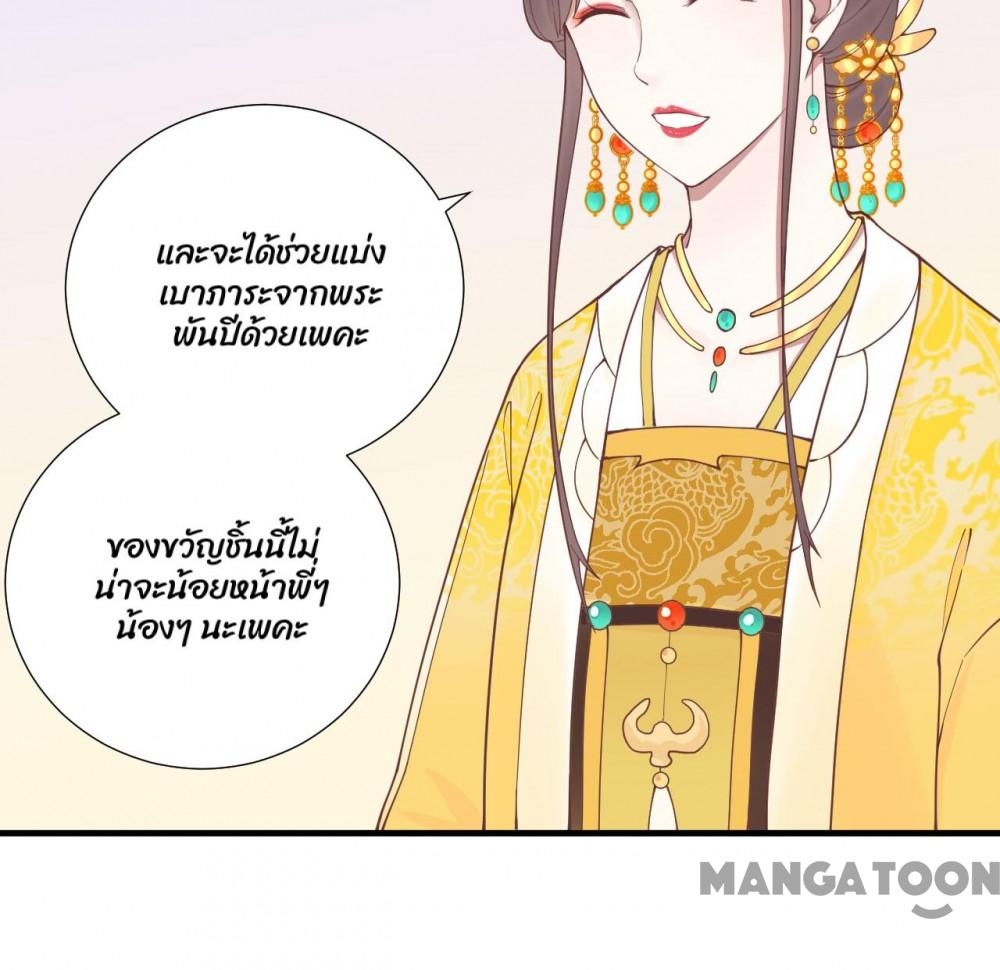 และจะได้ช่วยแบ่ง
เบาภาระจากพระ
พันปีด้วยเพคะ
ของขวัญชิ้นนี้ไม่
น่าจะน้อยหน้าพี่ๆ
น้องๆ นะเพคะ
MANGA TOON